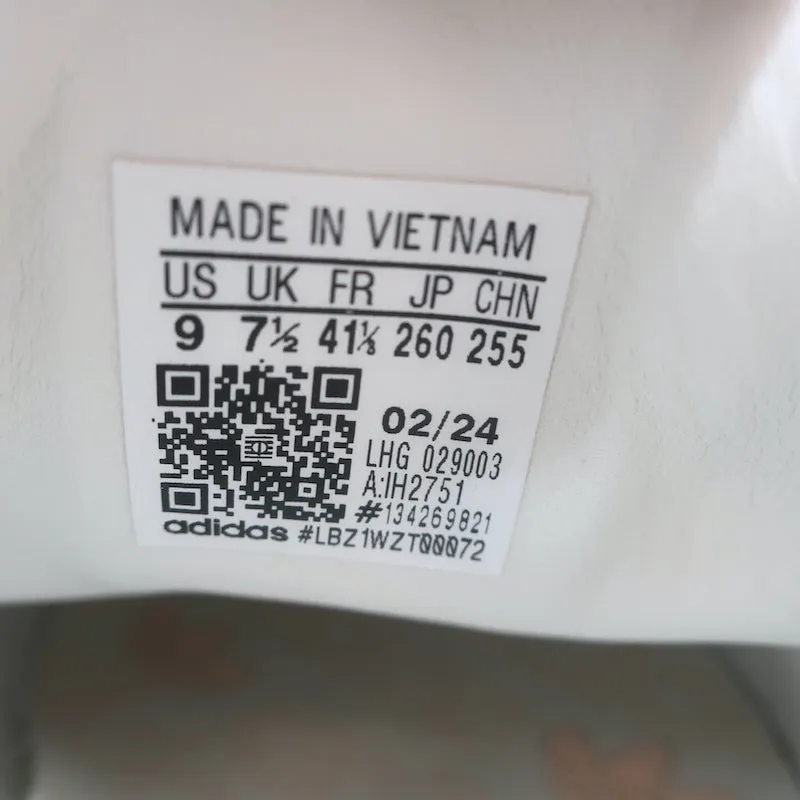 MADE IN VIETNAM
US UK FR JP CHN
9 7½ 41⅓ 260 255
02/24
LHG 029003
A:IH2751
#134269821
adidas #LBZ1WZT00072